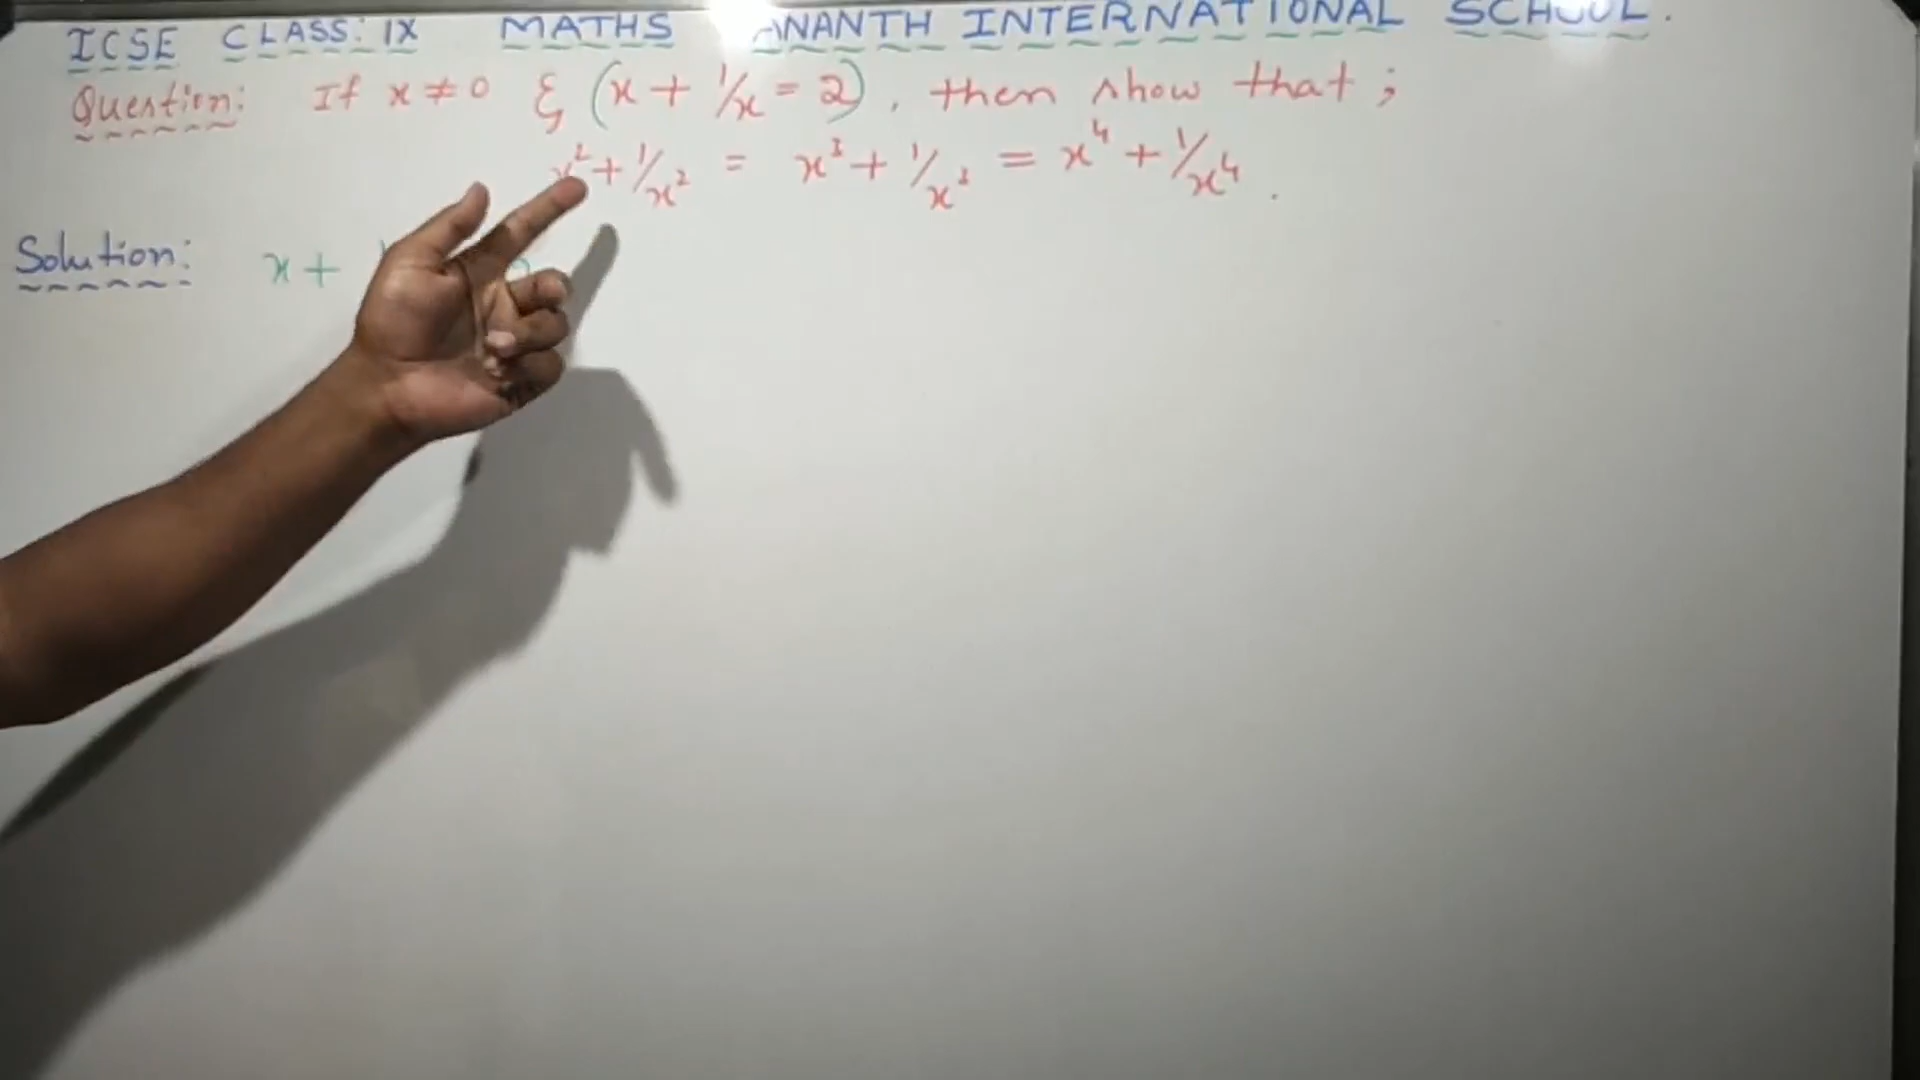 ICSE CLASS: IX MATHS ANANTH INTERNATIONAL SCHOOL.
Question: If x ≠ 0 & (x + 1/x = 2), then show that;
x² + 1/x² = x³ + 1/x³ = x⁴ + 1/x⁴.
Solution: x +